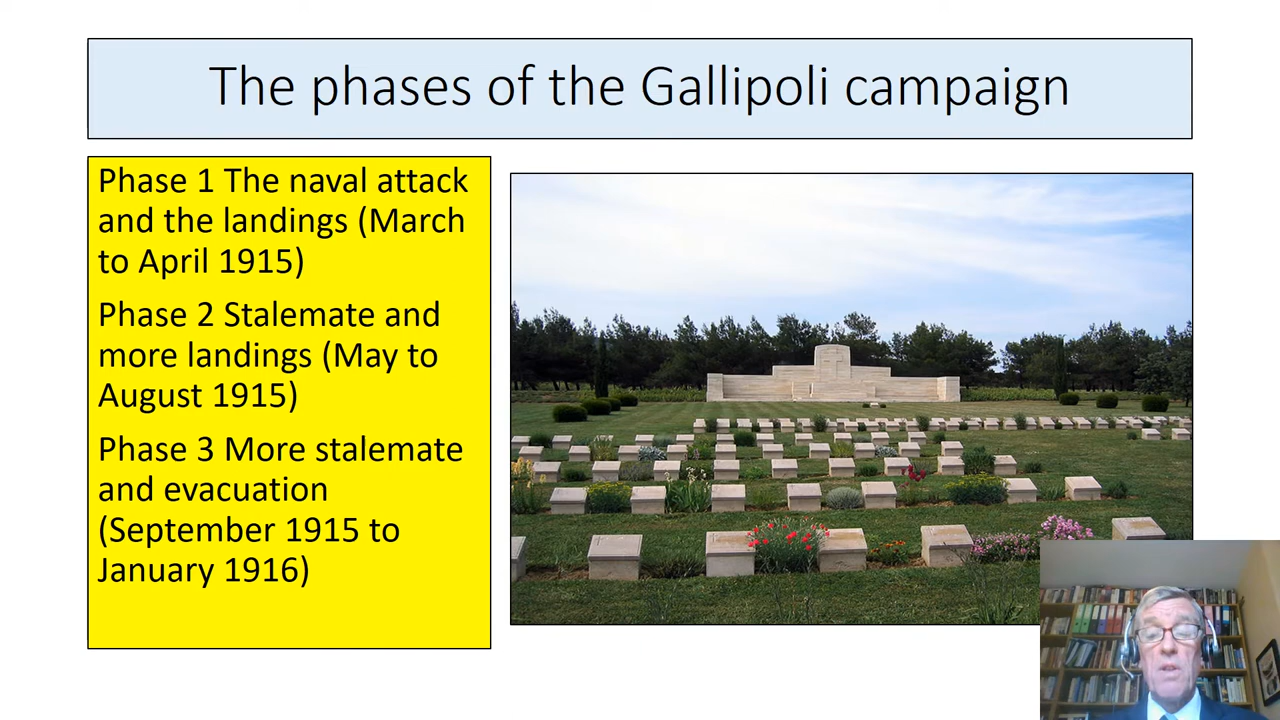 The phases of the Gallipoli campaign
Phase 1 The naval attack
and the landings (March
to April 1915)
Phase 2 Stalemate and
more landings (May to
August 1915)
Phase 3 More stalemate
and evacuation
(September 1915 to
January 1916)